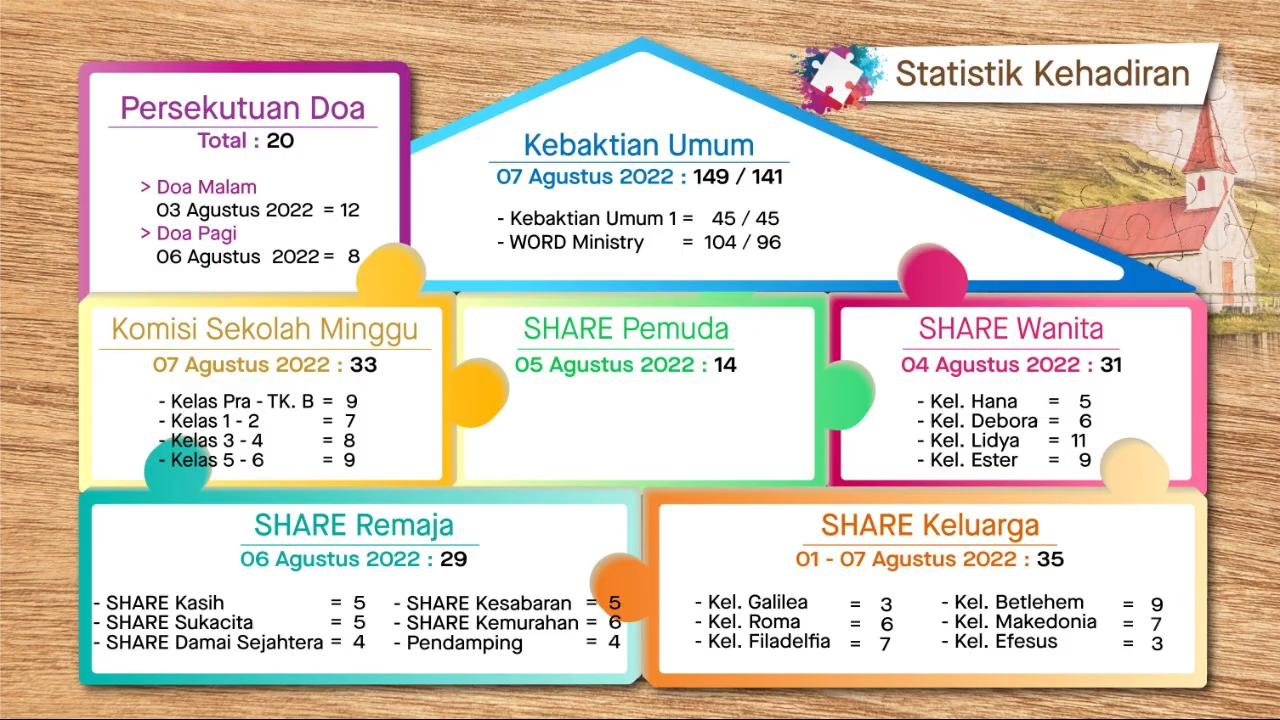 Statistik Kehadiran
Persekutuan Doa
Total : 20
> Doa Malam
03 Agustus 2022 = 12
> Doa Pagi
06 Agustus 2022 = 8
Kebaktian Umum
07 Agustus 2022 : 149 / 141
- Kebaktian Umum 1 = 45 / 45
- WORD Ministry = 104 / 96
Komisi Sekolah Minggu
07 Agustus 2022 : 33
- Kelas Pra - TK. B = 9
- Kelas 1 - 2 = 7
- Kelas 3 - 4 = 8
- Kelas 5 - 6 = 9
SHARE Pemuda
05 Agustus 2022 : 14
SHARE Wanita
04 Agustus 2022 : 31
- Kel. Hana = 5
- Kel. Debora = 6
- Kel. Lidya = 11
- Kel. Ester = 9
SHARE Remaja
06 Agustus 2022 : 29
- SHARE Kasih = 5
- SHARE Sukacita = 5
- SHARE Damai Sejahtera = 4
- SHARE Kesabaran = 5
- SHARE Kemurahan = 6
- Pendamping = 4
SHARE Keluarga
01 - 07 Agustus 2022 : 35
- Kel. Galilea = 3
- Kel. Roma = 6
- Kel. Filadelfia = 7
- Kel. Betlehem = 9
- Kel. Makedonia = 7
- Kel. Efesus = 3